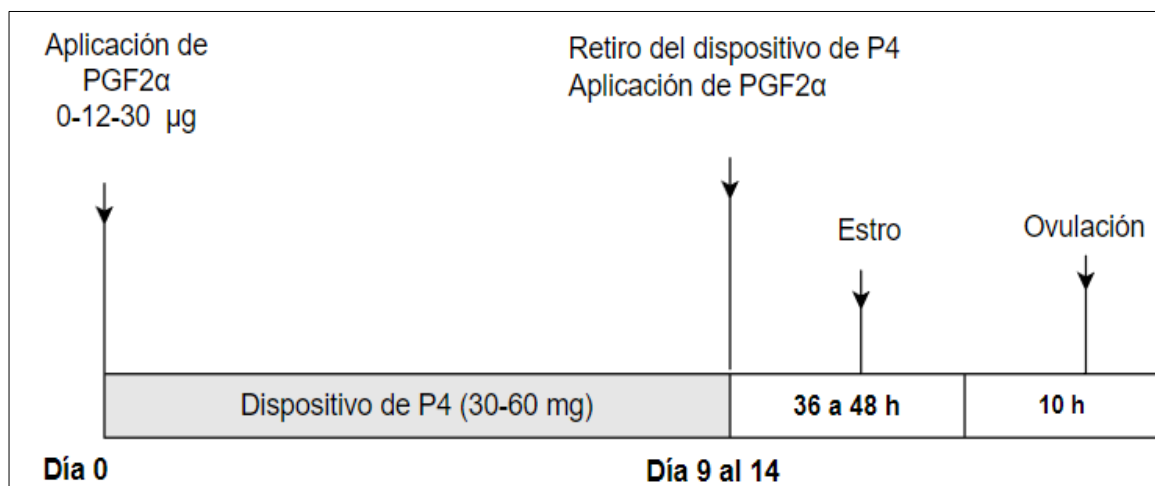 Aplicación de
PGF2α
0-12-30 µg
Retiro del dispositivo de P4
Aplicación de PGF2α
Estro
Ovulación
Dispositivo de P4 (30-60 mg)
36 a 48 h
10 h
Día 0
Día 9 al 14